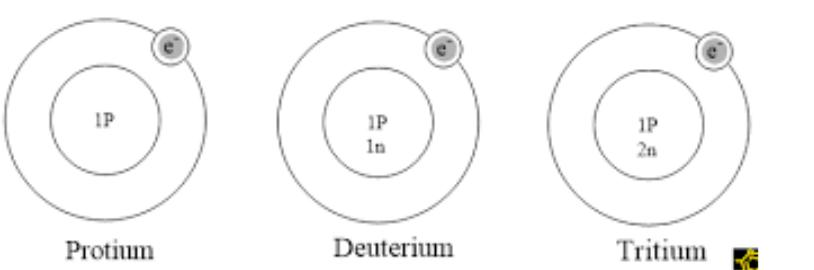 e⁻
1P
Protium
e⁻
1P
1n
Deuterium
e⁻
1P
2n
Tritium